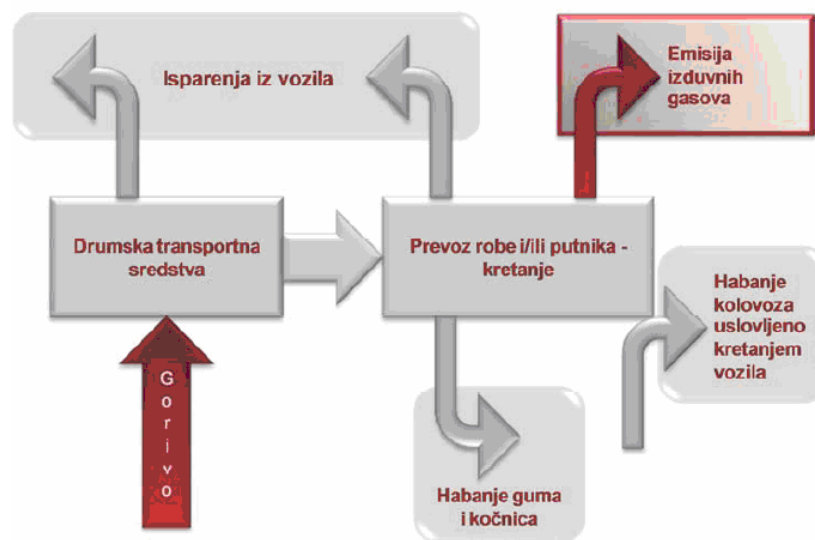 Isparenja iz vozila
Emisija
izduvnih
gasova
Drumska transportna
sredstva
Prevoz robe i/ili putnika -
kretanje
Habanje
kolovoza
uslovljeno
kretanjem
vozila
Gorivo
Habanje guma
i kočnica